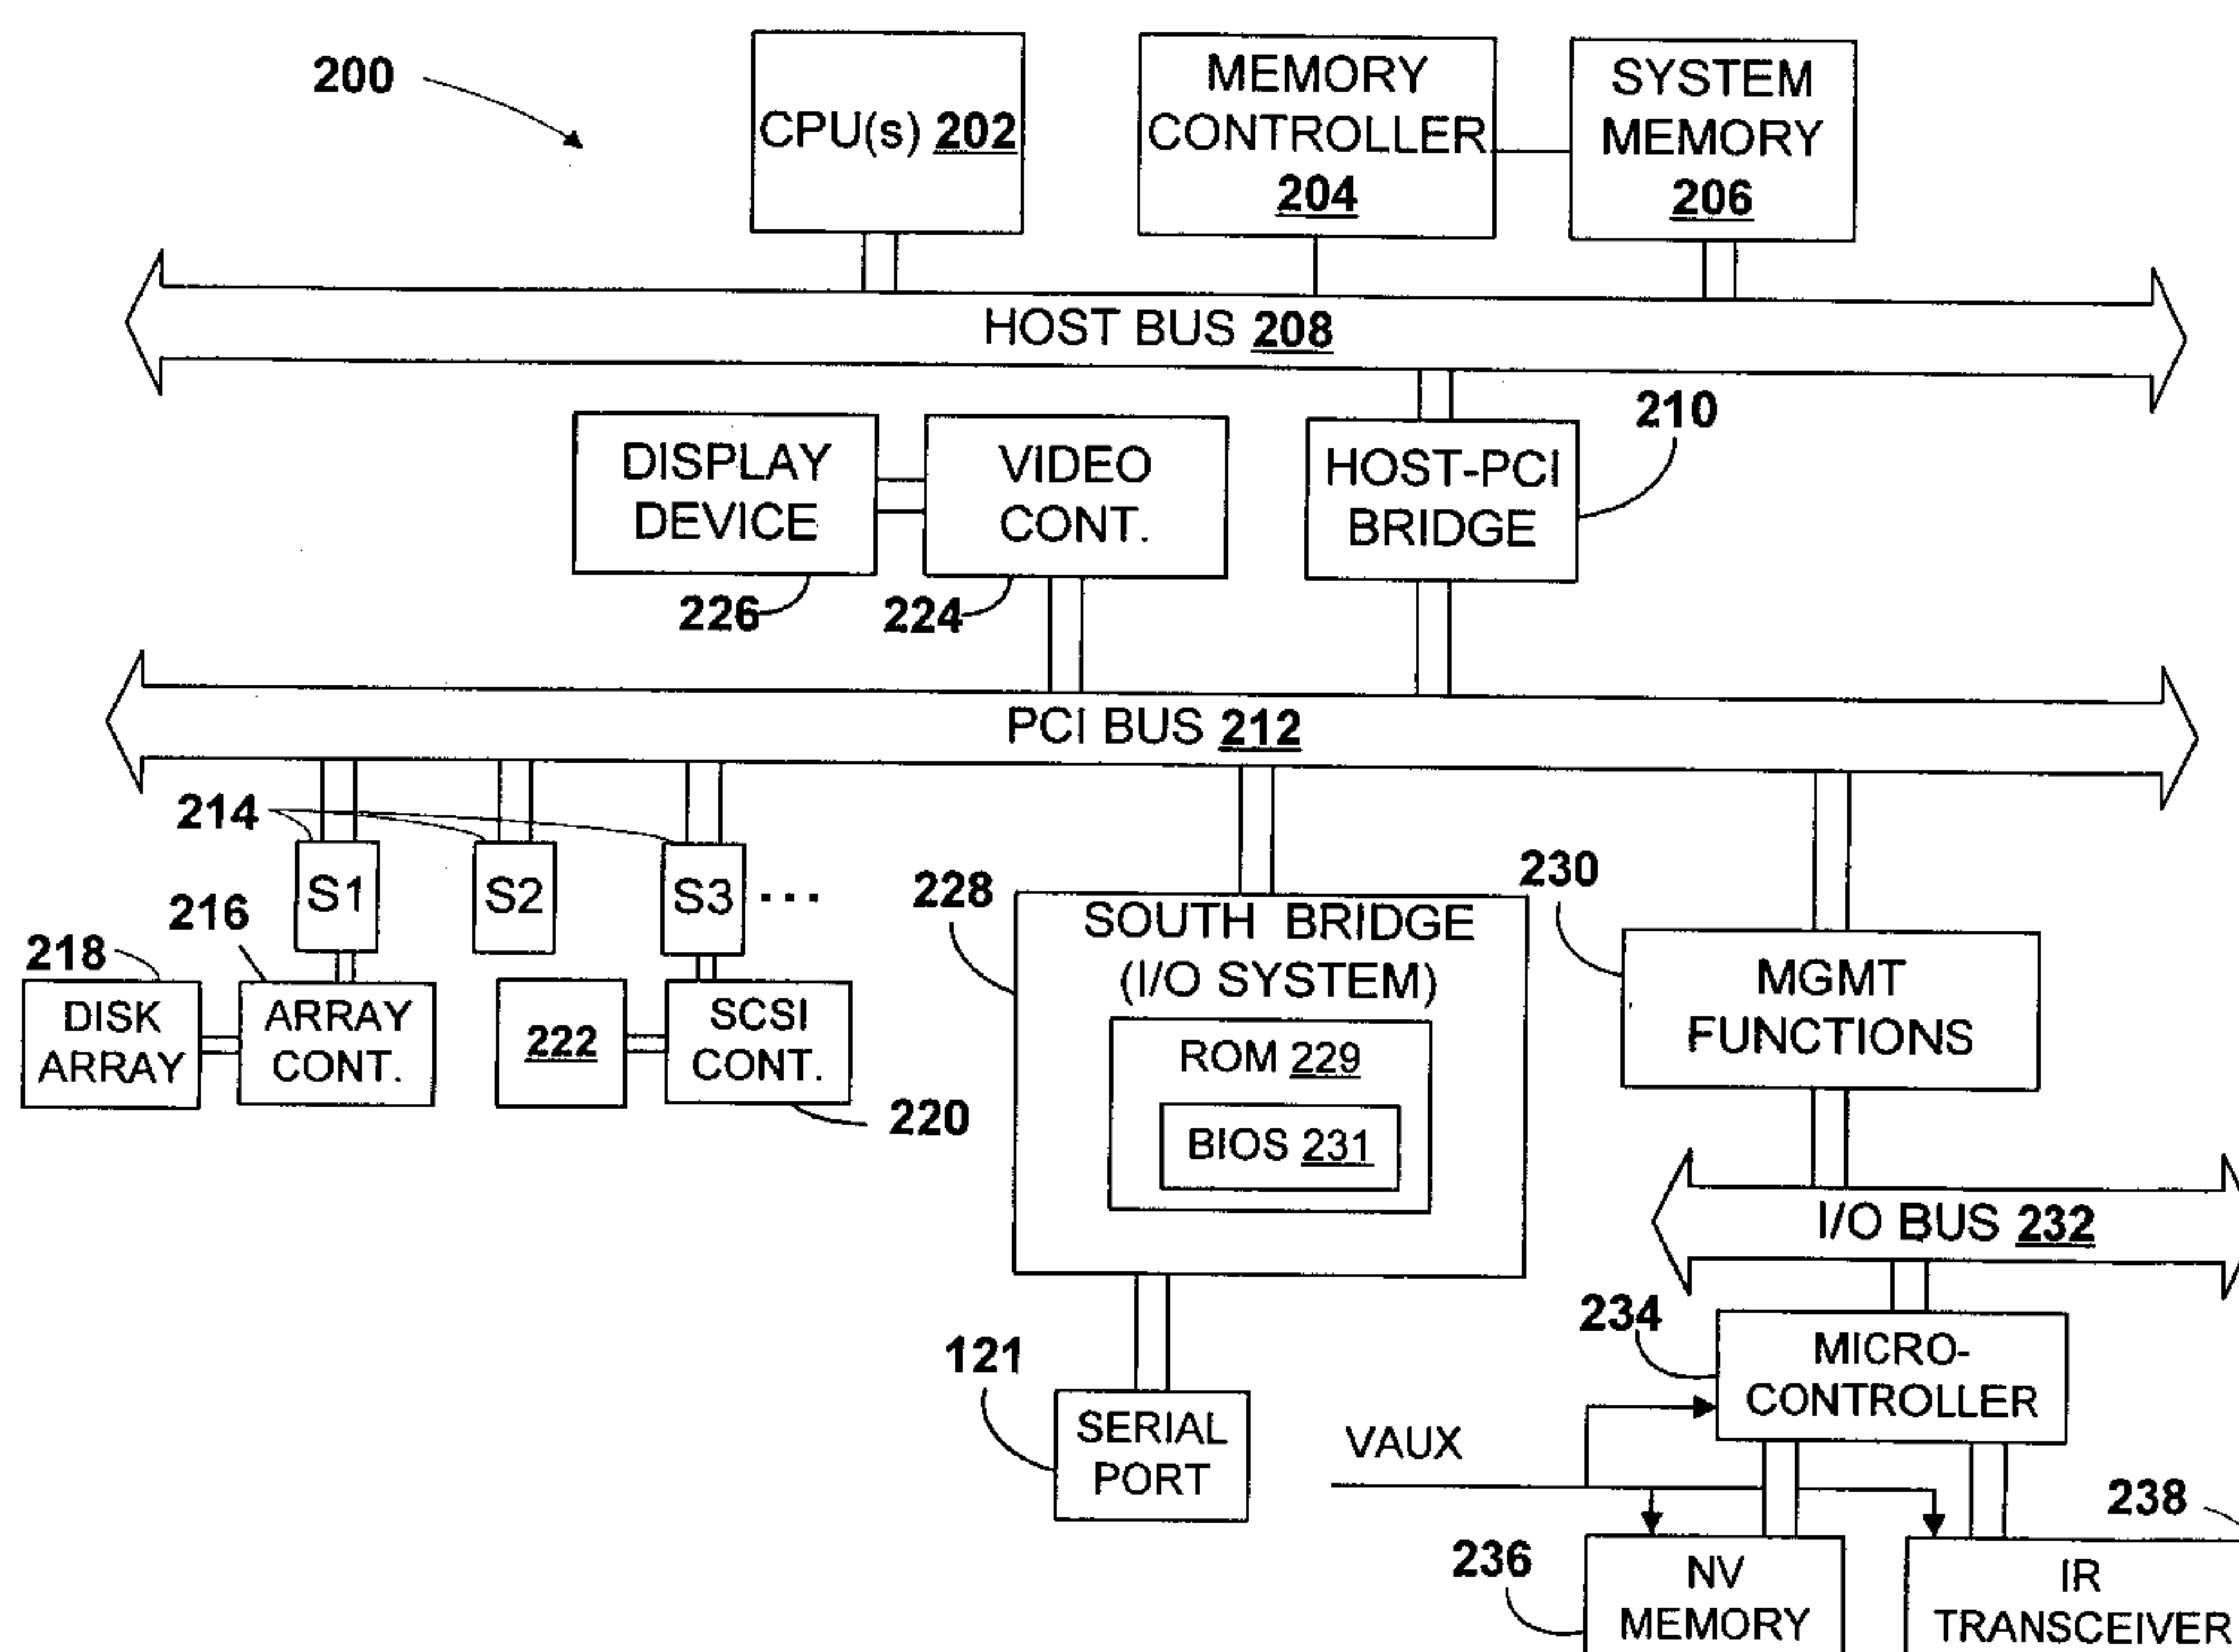 200
CPU(s) 202
MEMORY
CONTROLLER
204
SYSTEM
MEMORY
206
HOST BUS 208
DISPLAY
DEVICE
226
VIDEO
CONT.
224
HOST-PCI
BRIDGE
210
PCI BUS 212
214
S1
S2
S3 ...
216
218
DISK
ARRAY
ARRAY
CONT.
222
SCSI
CONT.
220
228
SOUTH BRIDGE
(I/O SYSTEM)
ROM 229
BIOS 231
230
MGMT
FUNCTIONS
I/O BUS 232
234
MICRO-
CONTROLLER
121
SERIAL
PORT
VAUX
236
NV
MEMORY
238
IR
TRANSCEIVER